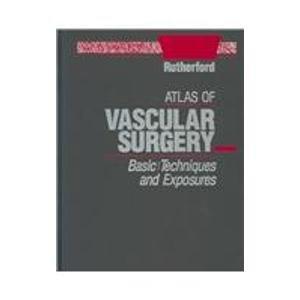 Rutherford
ATLAS OF
VASCULAR
SURGERY
Basic Techniques
and Exposures